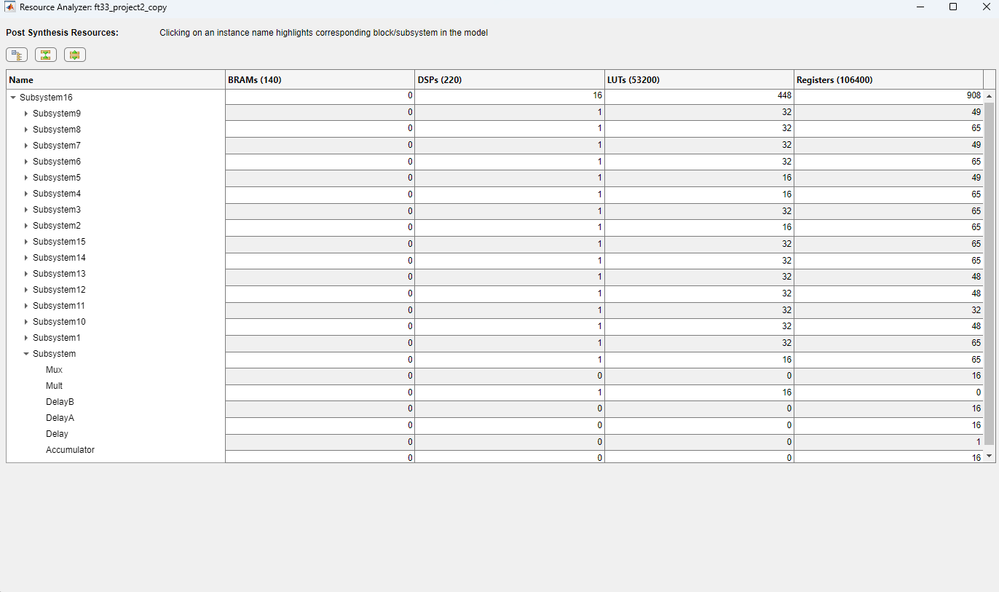 Resource Analyzer: ft33_project2_copy
Post Synthesis Resources: Clicking on an instance name highlights corresponding block/subsystem in the model
Name BRAMs (140) DSPs (220) LUTs (53200) Registers (106400)
Subsystem16 0 16 448 908
Subsystem9 0 1 32 49
Subsystem8 0 1 32 65
Subsystem7 0 1 32 49
Subsystem6 0 1 32 65
Subsystem5 0 1 16 49
Subsystem4 0 1 16 65
Subsystem3 0 1 32 65
Subsystem2 0 1 16 65
Subsystem15 0 1 32 65
Subsystem14 0 1 32 65
Subsystem13 0 1 32 48
Subsystem12 0 1 32 48
Subsystem11 0 1 32 32
Subsystem10 0 1 32 48
Subsystem1 0 1 32 65
Subsystem 0 1 16 65
Mux 0 0 0 16
Mult 0 1 16 0
DelayB 0 0 0 16
DelayA 0 0 0 16
Delay 0 0 0 1
Accumulator 0 0 0 16